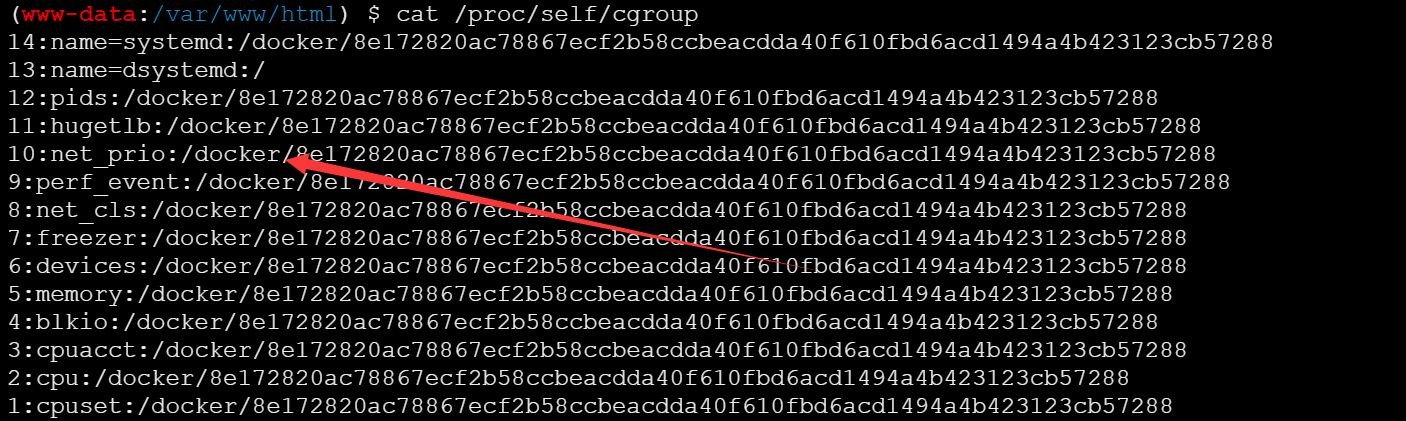 (www-data:/var/www/html) $ cat /proc/self/cgroup
14:name=systemd:/docker/8e172820ac78867ecf2b58ccbeacdda40f610fbd6acd1494a4b423123cb57288
13:name=dsystemd:/
12:pids:/docker/8e172820ac78867ecf2b58ccbeacdda40f610fbd6acd1494a4b423123cb57288
11:hugetlb:/docker/8e172820ac78867ecf2b58ccbeacdda40f610fbd6acd1494a4b423123cb57288
10:net_prio:/docker/8e172820ac78867ecf2b58ccbeacdda40f610fbd6acd1494a4b423123cb57288
9:perf_event:/docker/8e172820ac78867ecf2b58ccbeacdda40f610fbd6acd1494a4b423123cb57288
8:net_cls:/docker/8e172820ac78867ecf2b58ccbeacdda40f610fbd6acd1494a4b423123cb57288
7:freezer:/docker/8e172820ac78867ecf2b58ccbeacdda40f610fbd6acd1494a4b423123cb57288
6:devices:/docker/8e172820ac78867ecf2b58ccbeacdda40f610fbd6acd1494a4b423123cb57288
5:memory:/docker/8e172820ac78867ecf2b58ccbeacdda40f610fbd6acd1494a4b423123cb57288
4:blkio:/docker/8e172820ac78867ecf2b58ccbeacdda40f610fbd6acd1494a4b423123cb57288
3:cpuacct:/docker/8e172820ac78867ecf2b58ccbeacdda40f610fbd6acd1494a4b423123cb57288
2:cpu:/docker/8e172820ac78867ecf2b58ccbeacdda40f610fbd6acd1494a4b423123cb57288
1:cpuset:/docker/8e172820ac78867ecf2b58ccbeacdda40f610fbd6acd1494a4b423123cb57288